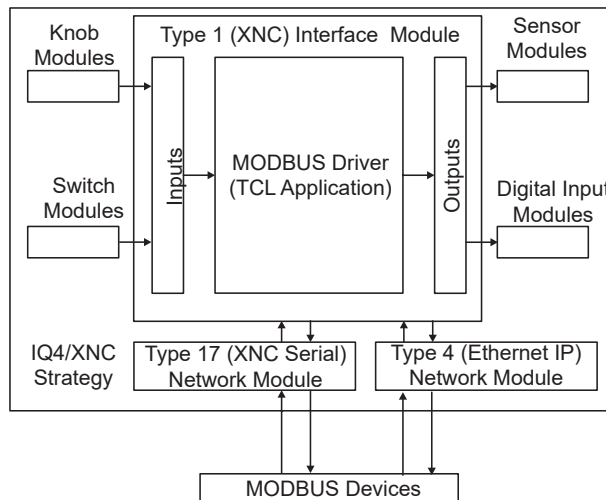 Knob
Modules
Type 1 (XNC) Interface Module
Sensor
Modules
Inputs
MODBUS Driver
(TCL Application)
Outputs
Switch
Modules
Digital Input
Modules
IQ4/XNC
Strategy
Type 17 (XNC Serial)
Network Module
Type 4 (Ethernet IP)
Network Module
MODBUS Devices